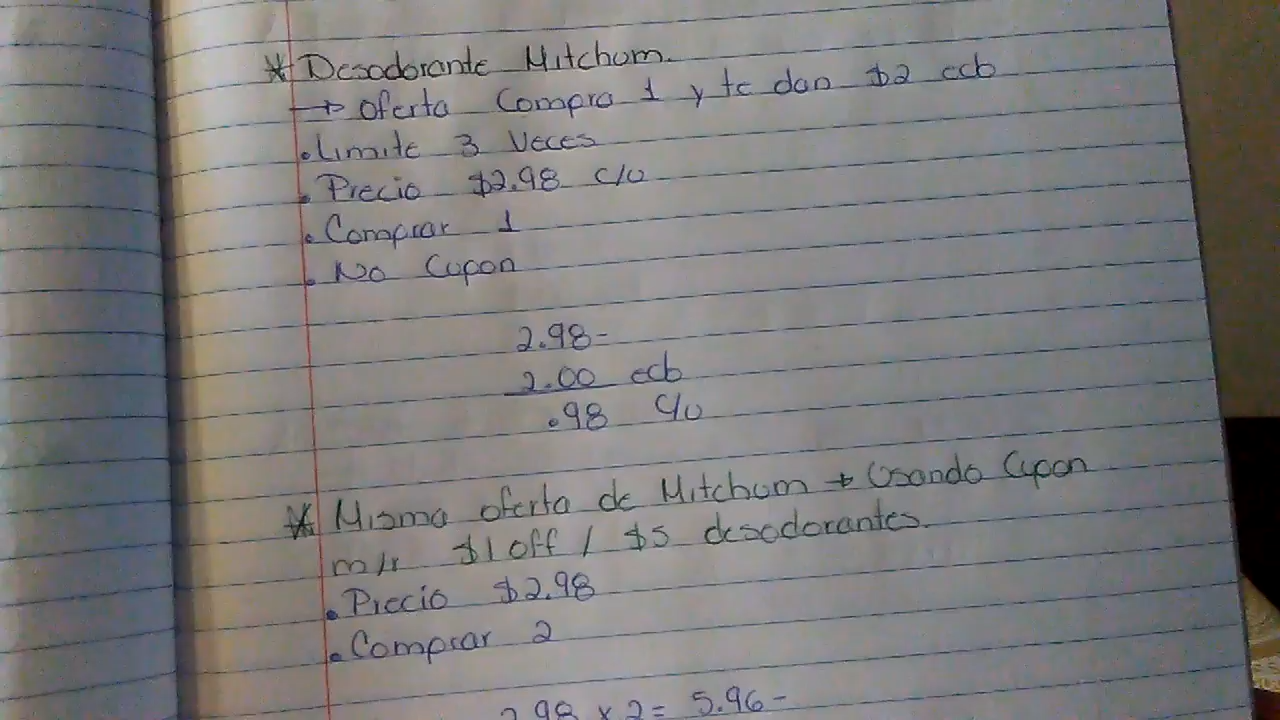 * Desodorante Mitchum.
→ oferta Compra 1 y te dan $2 ecb
• Limite 3 Veces
• Precio $2.98 c/u
• Comprar 1
• No Cupon
2.98-
2.00 ecb
.98 c/u
* Misma oferta de Mitchum + Usando Cupon
m/r $1 off / $5 desodorantes.
• Precio $2.98
• Comprar 2
2.98 x 2 = 5.96-